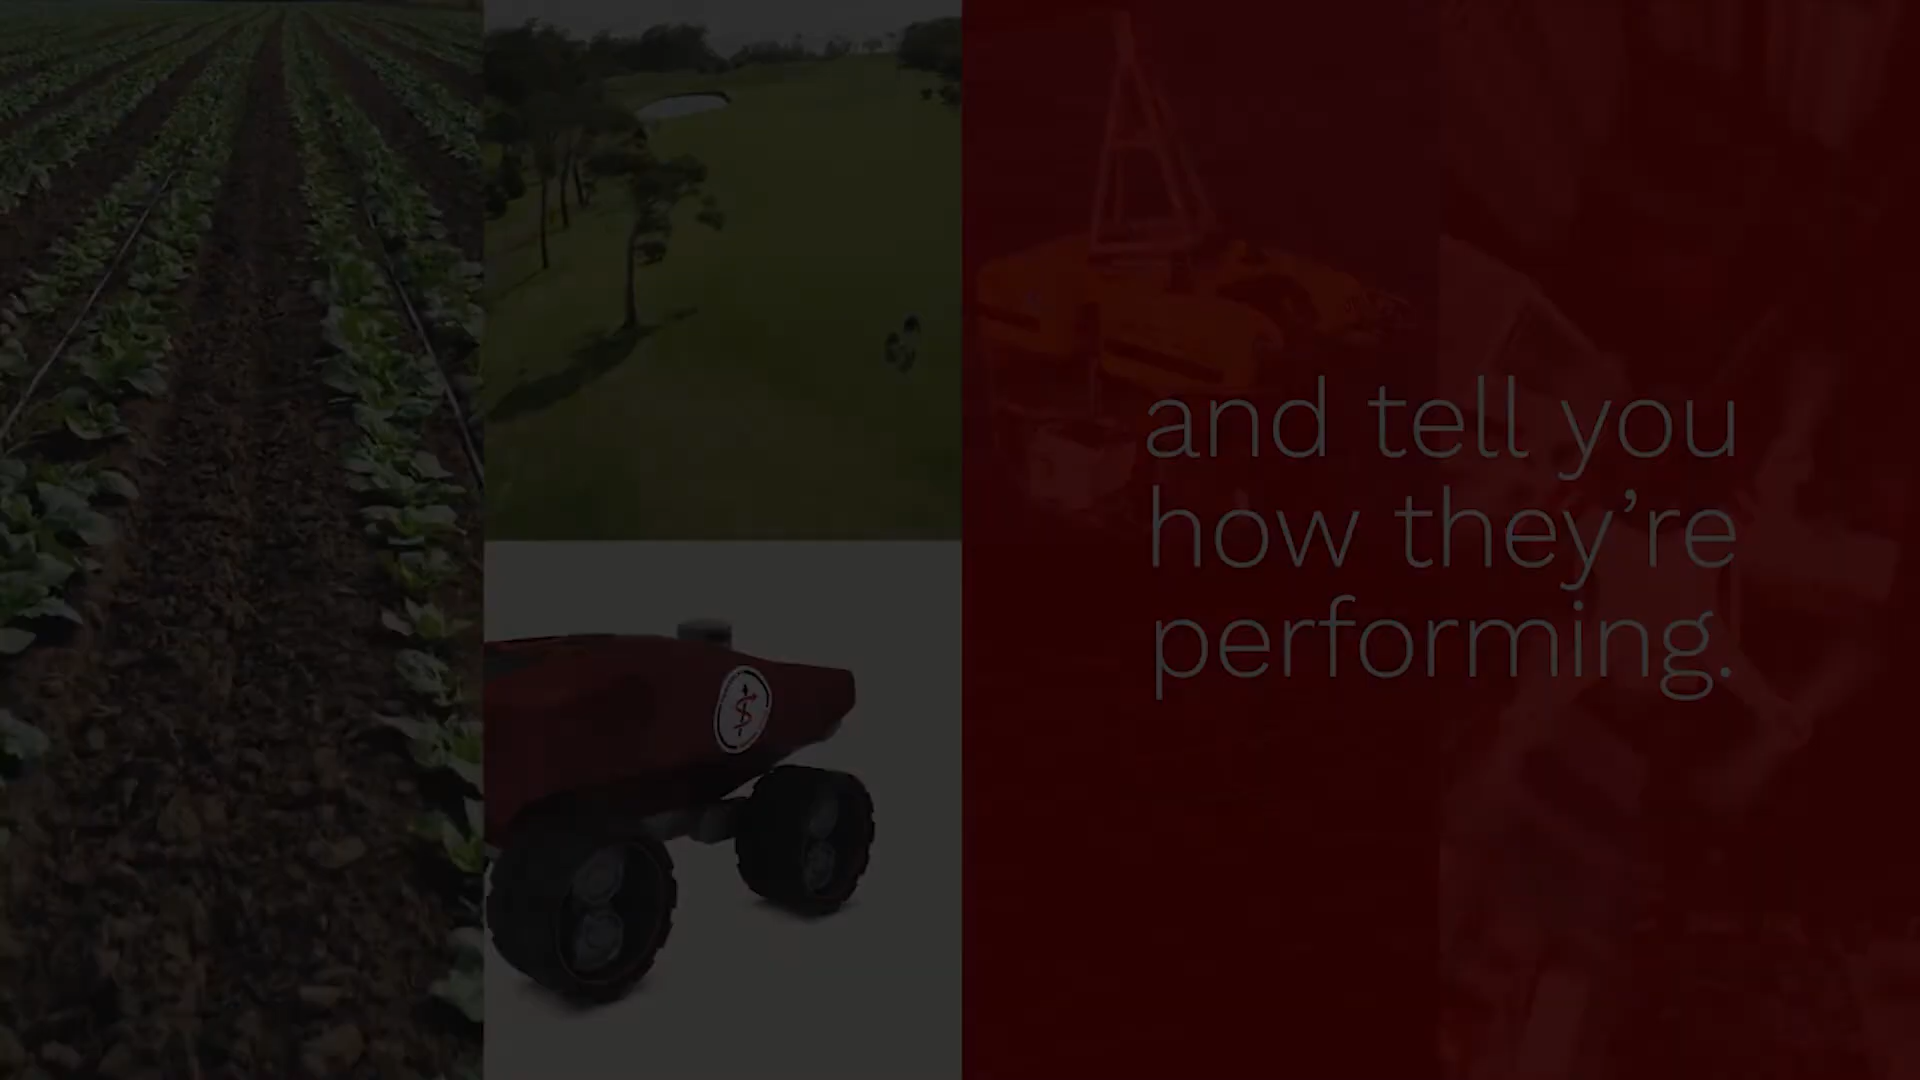 and tell you
how they’re
performing.